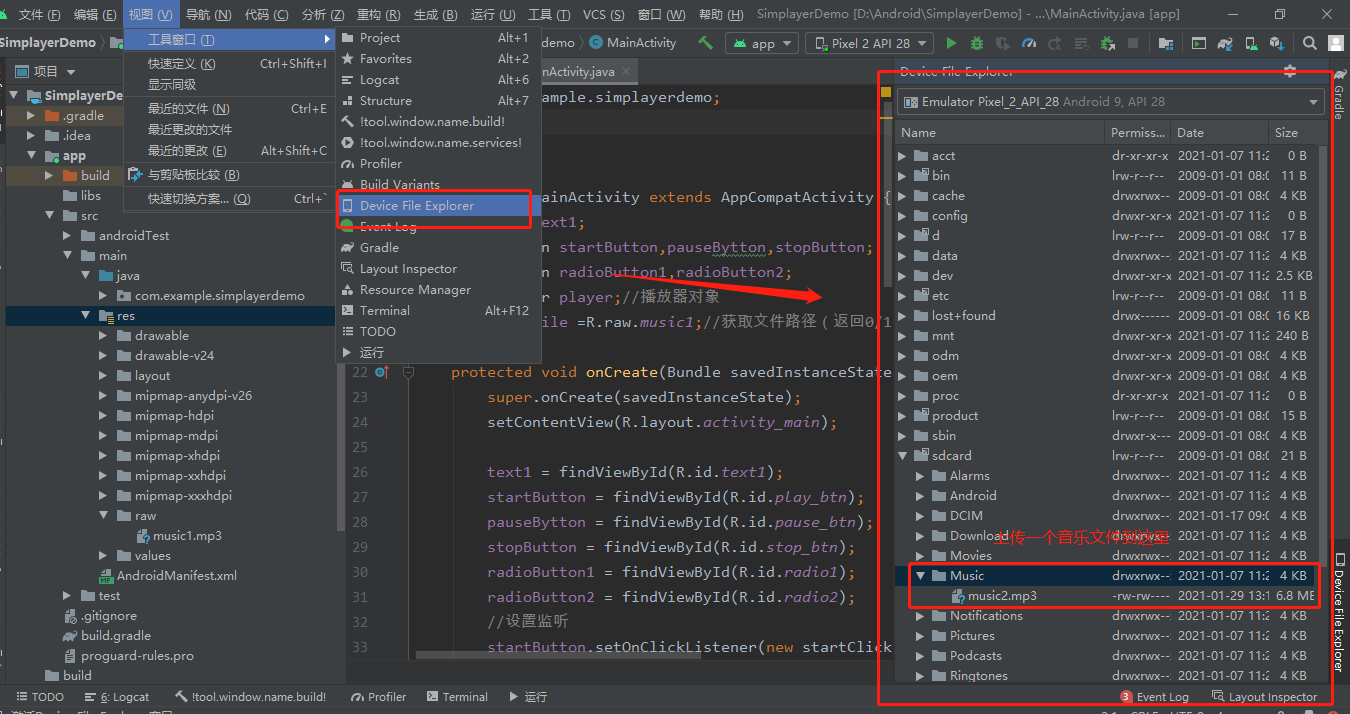 文件 (F) 编辑 (E) 视图 (V) 导航 (N) 代码 (C) 分析 (Z) 重构 (R) 生成 (B) 运行 (U) 工具 (T) VCS (S) 窗口 (W) 帮助 (H) SimplayerDemo [D:\Android\SimplayerDemo] - ...\MainActivity.java [app]
SimplayerDemo
demo MainActivity app Pixel 2 API 28
工具窗口 (T)
快速定义 (K) Ctrl+Shift+I
显示同级
最近的文件 (N) Ctrl+E
最近更改的文件
最近的更改 (E) Alt+Shift+C
与剪贴板比较 (B)
快速切换方案... (Q) Ctrl+`
Project Alt+1
Favorites Alt+2
Logcat Alt+6
Structure Alt+7
!tool.window.name.build!
!tool.window.name.services!
Profiler
Build Variants
Device File Explorer
Event Log
Gradle
Layout Inspector
Resource Manager
Terminal Alt+F12
TODO
运行
项目
SimplayerDe
.gradle
.idea
app
build
libs
src
androidTest
main
java
com.example.simplayerdemo
res
drawable
drawable-v24
layout
mipmap-anydpi-v26
mipmap-hdpi
mipmap-mdpi
mipmap-xhdpi
mipmap-xxhdpi
mipmap-xxxhdpi
raw
music1.mp3
values
AndroidManifest.xml
test
.gitignore
build.gradle
proguard-rules.pro
build
nActivity.java
ample.simplayerdemo;
ainActivity extends AppCompatActivity {
ext1;
n startButton,pauseBytton,stopButton;
n radioButton1,radioButton2;
r player;//播放器对象
ile =R.raw.music1;//获取文件路径（返回0/1
22 protected void onCreate(Bundle savedInstanceState
23 super.onCreate(savedInstanceState);
24 setContentView(R.layout.activity_main);
25
26 text1 = findViewById(R.id.text1);
27 startButton = findViewById(R.id.play_btn);
28 pauseBytton = findViewById(R.id.pause_btn);
29 stopButton = findViewById(R.id.stop_btn);
30 radioButton1 = findViewById(R.id.radio1);
31 radioButton2 = findViewById(R.id.radio2);
32 //设置监听
33 startButton.setOnClickListener(new startClick
Device File Explorer
Emulator Pixel_2_API_28 Android 9, API 28
Name Permiss... Date Size
acct dr-xr-xr-x 2021-01-07 11:2 0 B
bin lrw-r--r-- 2009-01-01 08:0 11 B
cache drwxrwx--- 2021-01-07 11:2 4 KB
config drwxr-xr-x 2021-01-07 11:2 0 B
d lrw-r--r-- 2009-01-01 08:0 17 B
data drwxrwx--x 2021-01-07 11:2 4 KB
dev drwxr-xr-x 2021-01-07 11:2 2.5 KB
etc lrw-r--r-- 2009-01-01 08:0 11 B
lost+found drwx------ 2009-01-01 08:0 16 KB
mnt drwxr-xr-x 2021-01-07 11:2 240 B
odm drwxr-xr-x 2009-01-01 08:0 4 KB
oem drwxr-xr-x 2009-01-01 08:0 4 KB
proc dr-xr-xr-x 2021-01-07 11:2 0 B
product lrw-r--r-- 2009-01-01 08:0 15 B
sbin drwxr-x--- 2009-01-01 08:0 4 KB
sdcard lrw-r--r-- 2009-01-01 08:0 21 B
Alarms drwxrwx-- 2021-01-07 11:2 4 KB
Android drwxrwx-- 2021-01-07 11:2 4 KB
DCIM drwxrwx-- 2021-01-17 09:0 4 KB
Download drwxrwx-- 2021-01-07 11:2 4 KB
上传一个音乐文件到这里
Movies drwxrwx-- 2021-01-07 11:2 4 KB
Music drwxrwx-- 2021-01-07 11:2 4 KB
music2.mp3 -rw-rw---- 2021-01-29 13:1 6.8 MB
Notifications drwxrwx-- 2021-01-07 11:2 4 KB
Pictures drwxrwx-- 2021-01-07 11:2 4 KB
Podcasts drwxrwx-- 2021-01-07 11:2 4 KB
Ringtones drwxrwx-- 2021-01-07 11:2 4 KB
Gradle
Device File Explorer
TODO 6: Logcat !tool.window.name.build! Profiler Terminal 运行 3 Event Log Layout Inspector